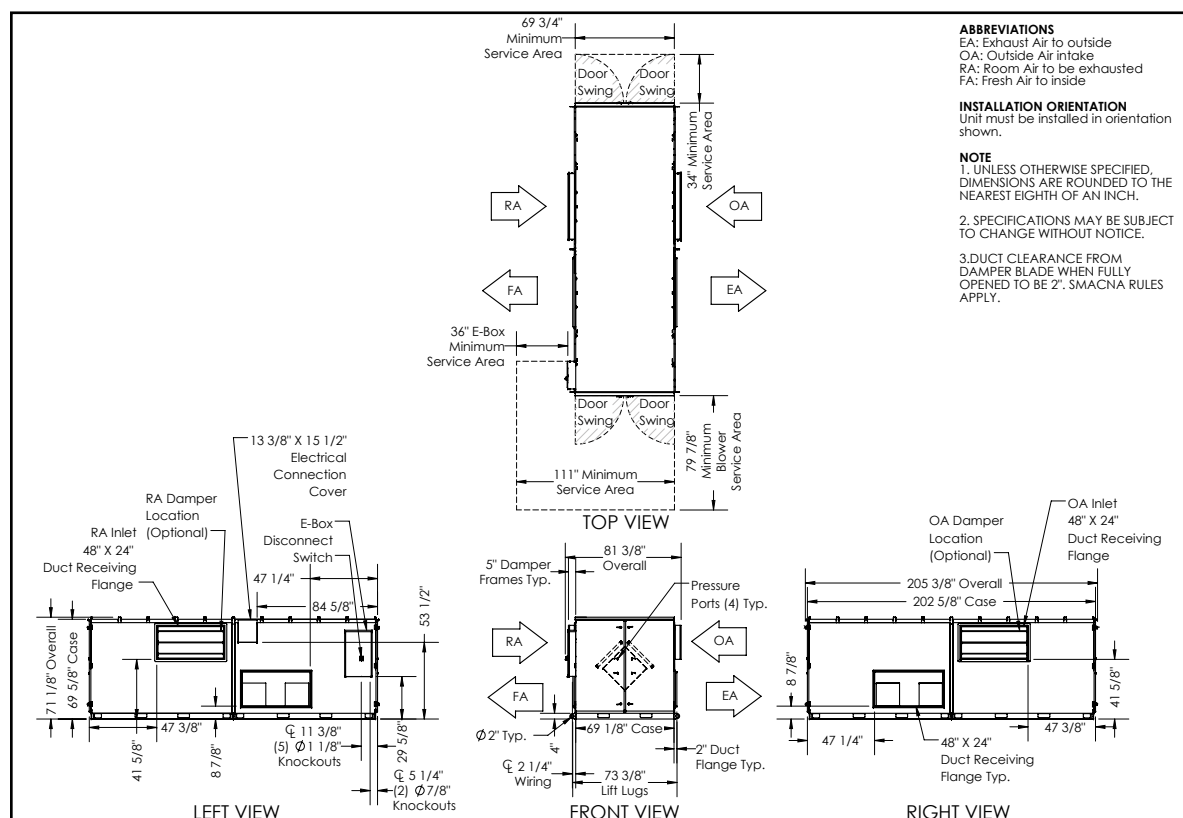 69 3/4"
Minimum
Service Area
Door
Swing
Door
Swing
34" Minimum
Service Area
RA
OA
FA
EA
36" E-Box
Minimum
Service Area
Door
Swing
Door
Swing
79 7/8"
Minimum
Blower
Service Area
111" Minimum
Service Area
TOP VIEW
ABBREVIATIONS
EA: Exhaust Air to outside
OA: Outside Air intake
RA: Room Air to be exhausted
FA: Fresh Air to inside
INSTALLATION ORIENTATION
Unit must be installed in orientation
shown.
NOTE
1. UNLESS OTHERWISE SPECIFIED,
DIMENSIONS ARE ROUNDED TO THE
NEAREST EIGHTH OF AN INCH.
2. SPECIFICATIONS MAY BE SUBJECT
TO CHANGE WITHOUT NOTICE.
3.DUCT CLEARANCE FROM
DAMPER BLADE WHEN FULLY
OPENED TO BE 2". SMACNA RULES
APPLY.
13 3/8" X 15 1/2"
Electrical
Connection
Cover
RA Damper
Location
(Optional)
E-Box
Disconnect
Switch
RA Inlet
48" X 24"
Duct Receiving
Flange
47 1/4"
84 5/8"
53 1/2"
71 1/8" Overall
69 5/8" Case
47 3/8"
41 5/8"
8 7/8"
℄ 11 3/8"
(5) Ø1 1/8"
Knockouts
29 5/8"
℄ 5 1/4"
(2) Ø7/8"
Knockouts
LEFT VIEW
81 3/8"
Overall
5" Damper
Frames Typ.
Pressure
Ports (4) Typ.
RA
OA
FA
EA
Ø2" Typ.
4"
69 1/8" Case
℄ 2 1/4"
Wiring
73 3/8"
Lift Lugs
2" Duct
Flange Typ.
FRONT VIEW
OA Damper
Location
(Optional)
OA Inlet
48" X 24"
Duct Receiving
Flange
205 3/8" Overall
202 5/8" Case
8 7/8"
41 5/8"
47 1/4"
47 3/8"
48" X 24"
Duct Receiving
Flange Typ.
RIGHT VIEW